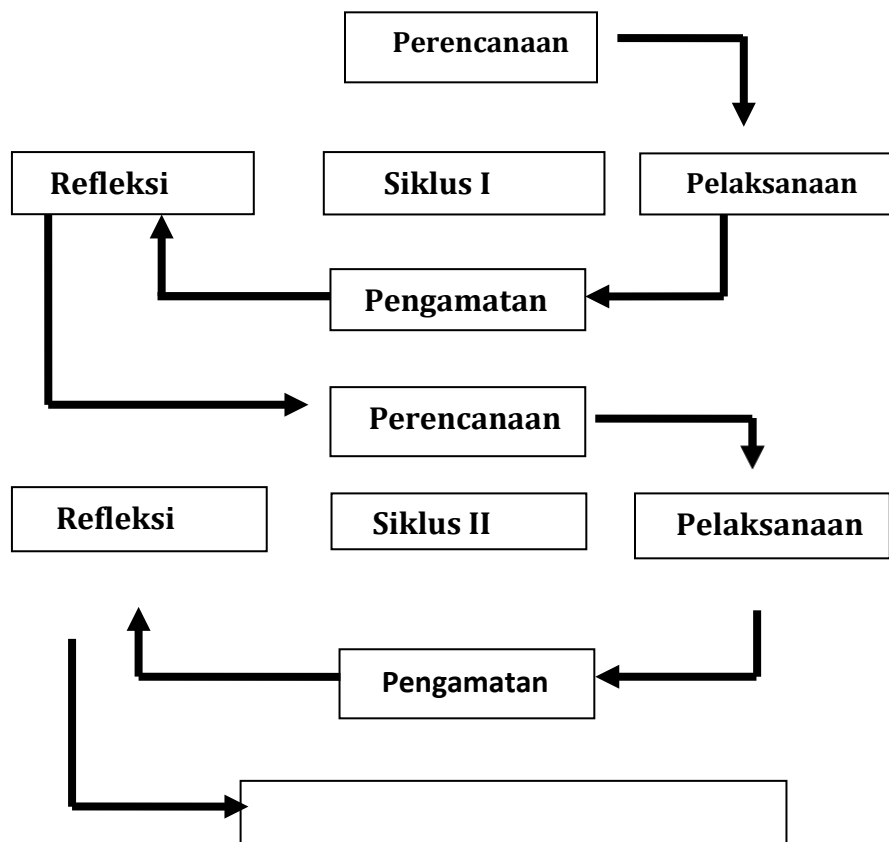 Perencanaan
Refleksi
Siklus I
Pelaksanaan
Pengamatan
Perencanaan
Refleksi
Siklus II
Pelaksanaan
Pengamatan